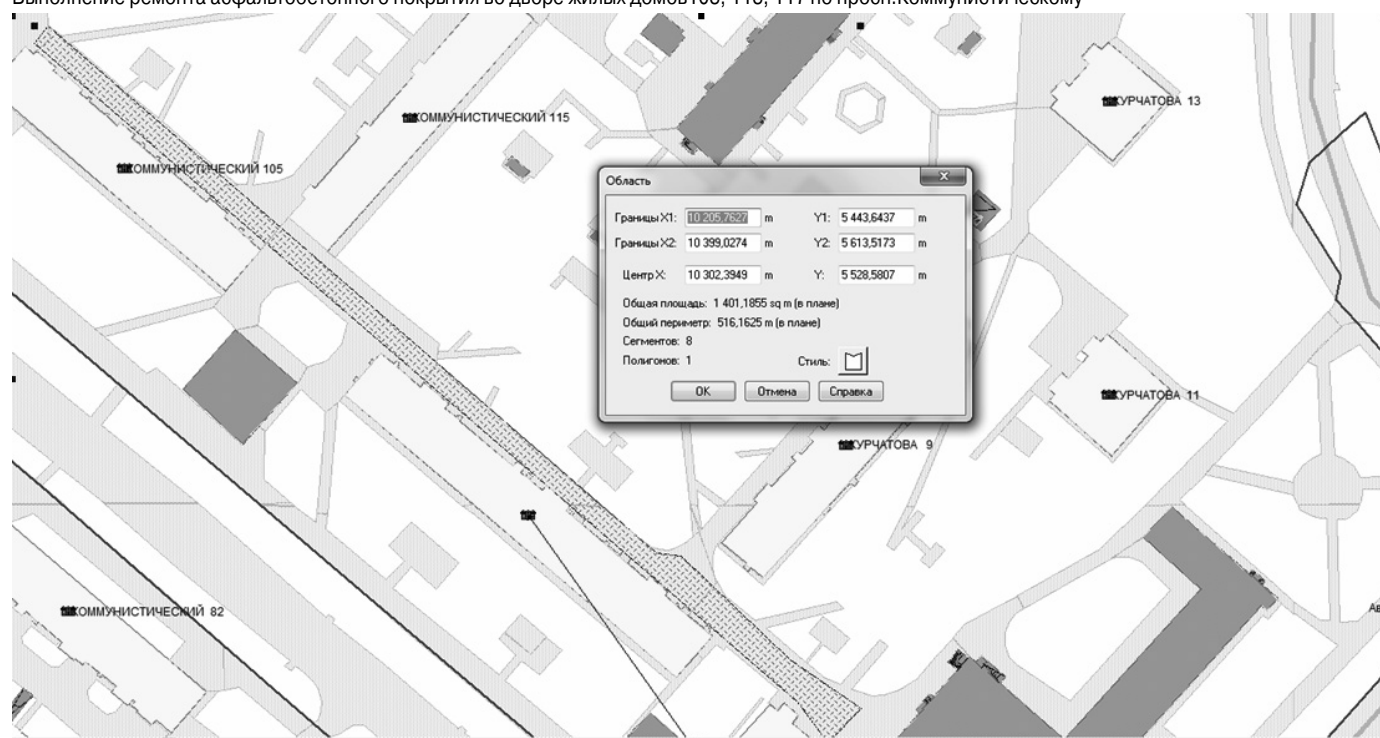 Выполнение ремонта асфальтобетонного покрытия во дворе жилых домов 105, 115, 117 по просп.Коммунистическому
КУРЧАТОВА 13
КОММУНИСТИЧЕСКИЙ 115
КОММУНИСТИЧЕСКИЙ 105
Область
Границы X1: 10 205,7627 m Y1: 5 443,6437 m
Границы X2: 10 399,0274 m Y2: 5 613,5173 m
Центр X: 10 302,3949 m Y: 5 528,5807 m
Общая площадь: 1 401,1855 sq m (в плане)
Общий периметр: 516,1625 m (в плане)
Сегментов: 8
Полигонов: 1 Стиль:
OK Отмена Справка
КУРЧАТОВА 11
КУРЧАТОВА 9
КОММУНИСТИЧЕСКИЙ 82